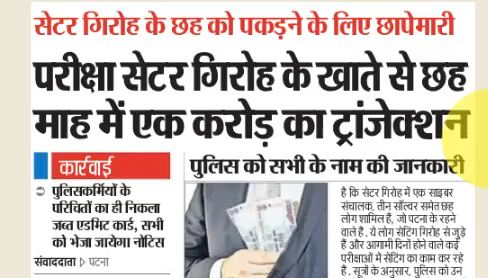 सेटर गिरोह के छह को पकड़ने के लिए छापेमारी
परीक्षा सेटर गिरोह के खाते से छह
माह में एक करोड़ का ट्रांजेक्शन
कार्रवाई
पुलिसकर्मियों के
परिचितों का ही निकला
जब्त एडमिट कार्ड, सभी
को भेजा जायेगा नोटिस
संवाददाता पटना
पुलिस को सभी के नाम की जानकारी
है कि सेटर गिरोह में एक साइबर
संचालक, तीन सॉल्वर समेत छह
लोग शामिल हैं, जो पटना के रहने
वाले हैं. ये लोग सेटिंग गिरोह से जुड़े
हैं और आगामी दिनों होने वाले कई
परीक्षाओं में सेटिंग का काम कर रहे
हैं. सूत्रों के अनुसार, पुलिस को उन